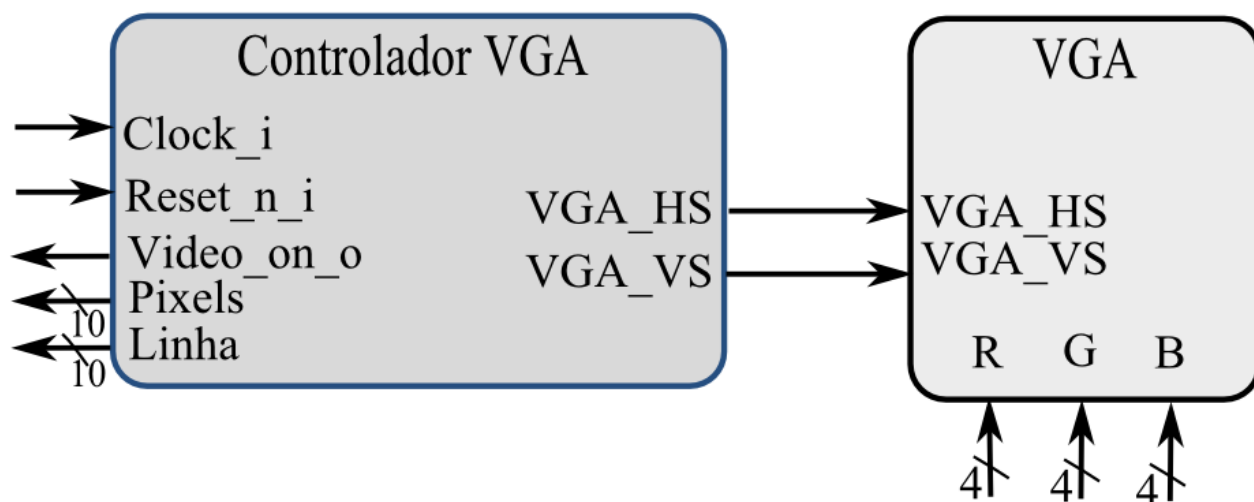 Controlador VGA
Clock_i
Reset_n_i
Video_on_o
Pixels
10
Linha
10
VGA_HS
VGA_VS
VGA
VGA_HS
VGA_VS
R G B
4 4 4